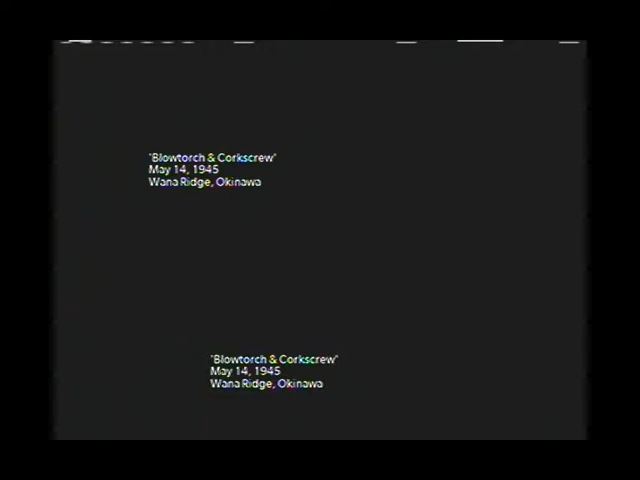 "Blowtorch & Corkscrew"
May 14, 1945
Wana Ridge, Okinawa
"Blowtorch & Corkscrew"
May 14, 1945
Wana Ridge, Okinawa